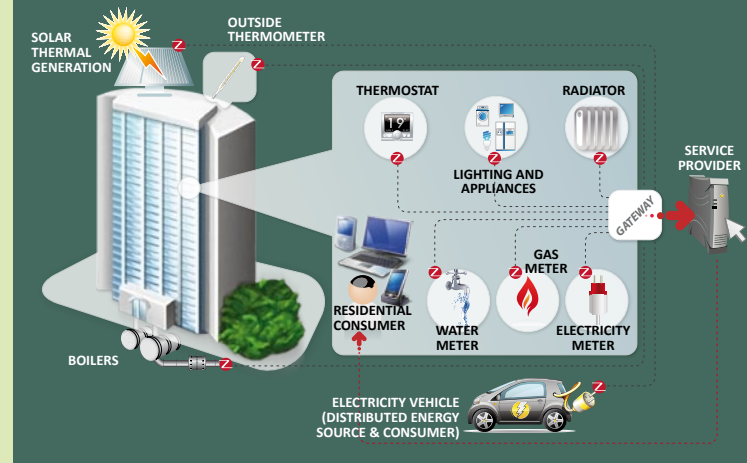 SOLAR
THERMAL
GENERATION
OUTSIDE
THERMOMETER
THERMOSTAT
19
LIGHTING AND
APPLIANCES
RADIATOR
SERVICE
PROVIDER
GATEWAY
RESIDENTIAL
CONSUMER
WATER
METER
GAS
METER
ELECTRICITY
METER
BOILERS
ELECTRICITY VEHICLE
(DISTRIBUTED ENERGY
SOURCE & CONSUMER)
Z
Z
Z
Z
Z
Z
Z
Z
Z
Z